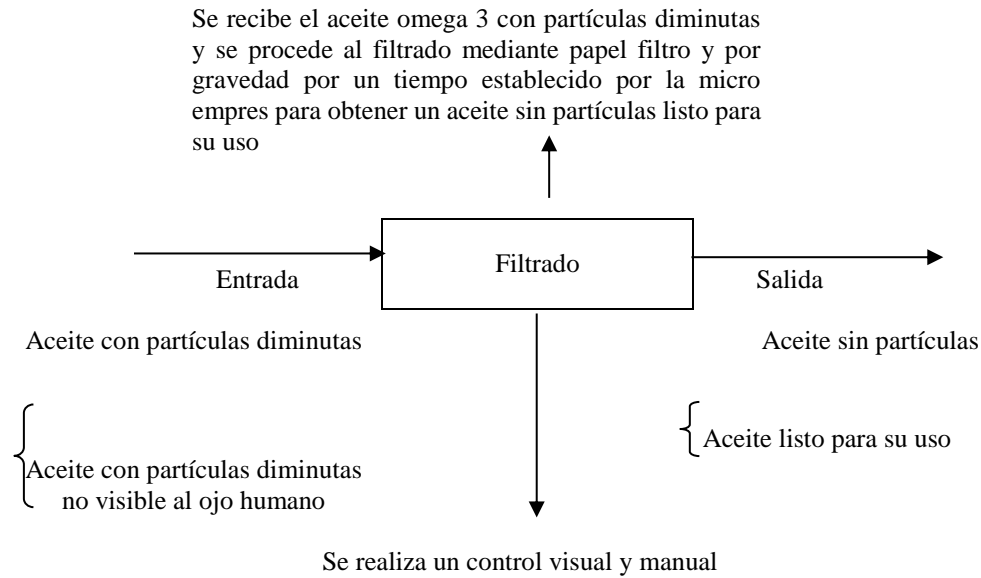 Se recibe el aceite omega 3 con partículas diminutas
y se procede al filtrado mediante papel filtro y por
gravedad por un tiempo establecido por la micro
empres para obtener un aceite sin partículas listo para
su uso
Filtrado
Entrada
Salida
Aceite con partículas diminutas
Aceite sin partículas
Aceite listo para su uso
Aceite con partículas diminutas
no visible al ojo humano
Se realiza un control visual y manual